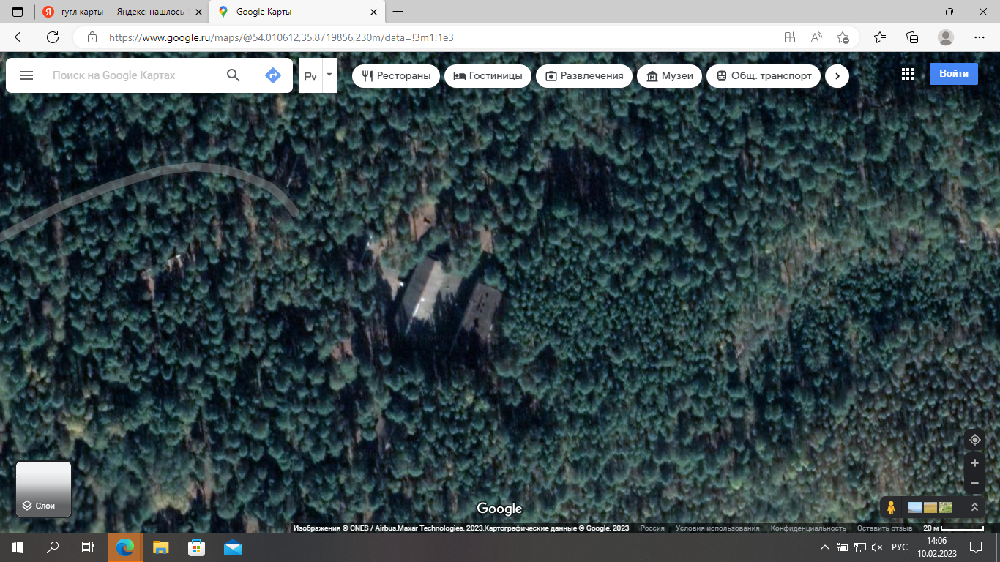 гугл карты — Яндекс: нашлось
Google Карты
https://www.google.ru/maps/@54.010612,35.8719856,230m/data=!3m1!1e3
Поиск на Google Картах
Рестораны
Гостиницы
Развлечения
Музеи
Общ. транспорт
Войти
Слои
Google
Изображения © CNES / Airbus,Maxar Technologies, 2023,Картографические данные © Google, 2023 Россия Условия использования Конфиденциальность Оставить отзыв 20 м
РУС
14:06
10.02.2023